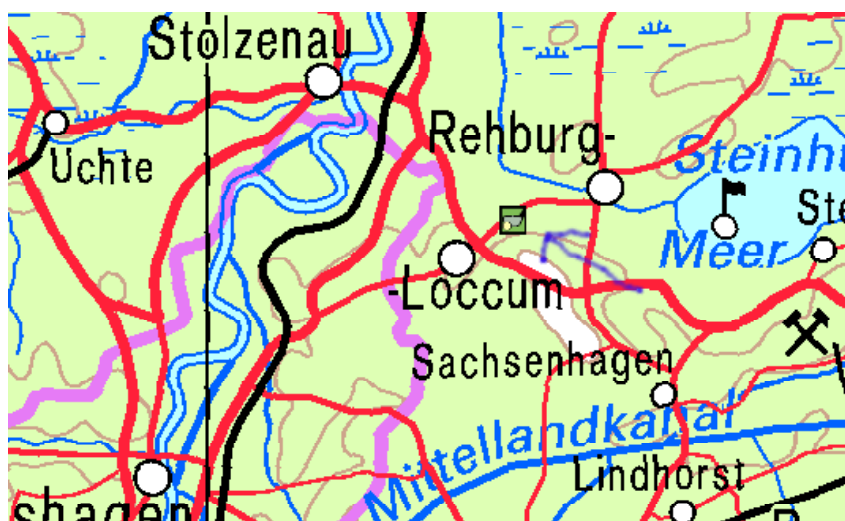 Stolzenau
Uchte
Rehburg-
Steinhu
Ste
Meer
-Loccum
Sachsenhagen
Mittellandkanal
Lindhorst
shagen